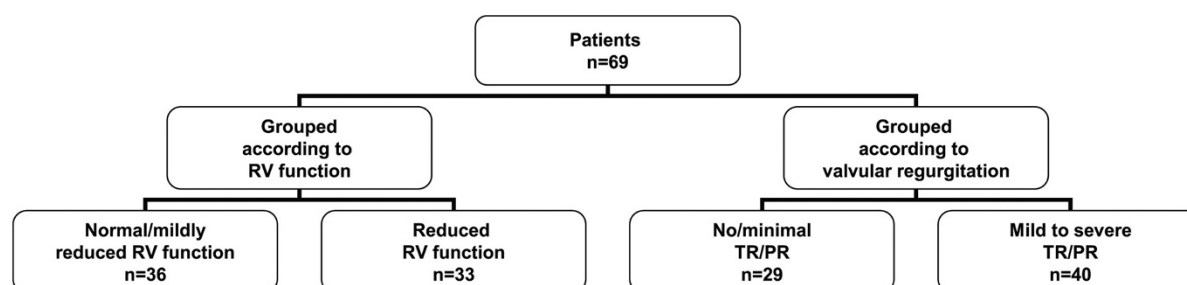 Patients
n=69
Grouped
according to
RV function
Grouped
according to
valvular regurgitation
Normal/mildly
reduced RV function
n=36
Reduced
RV function
n=33
No/minimal
TR/PR
n=29
Mild to severe
TR/PR
n=40